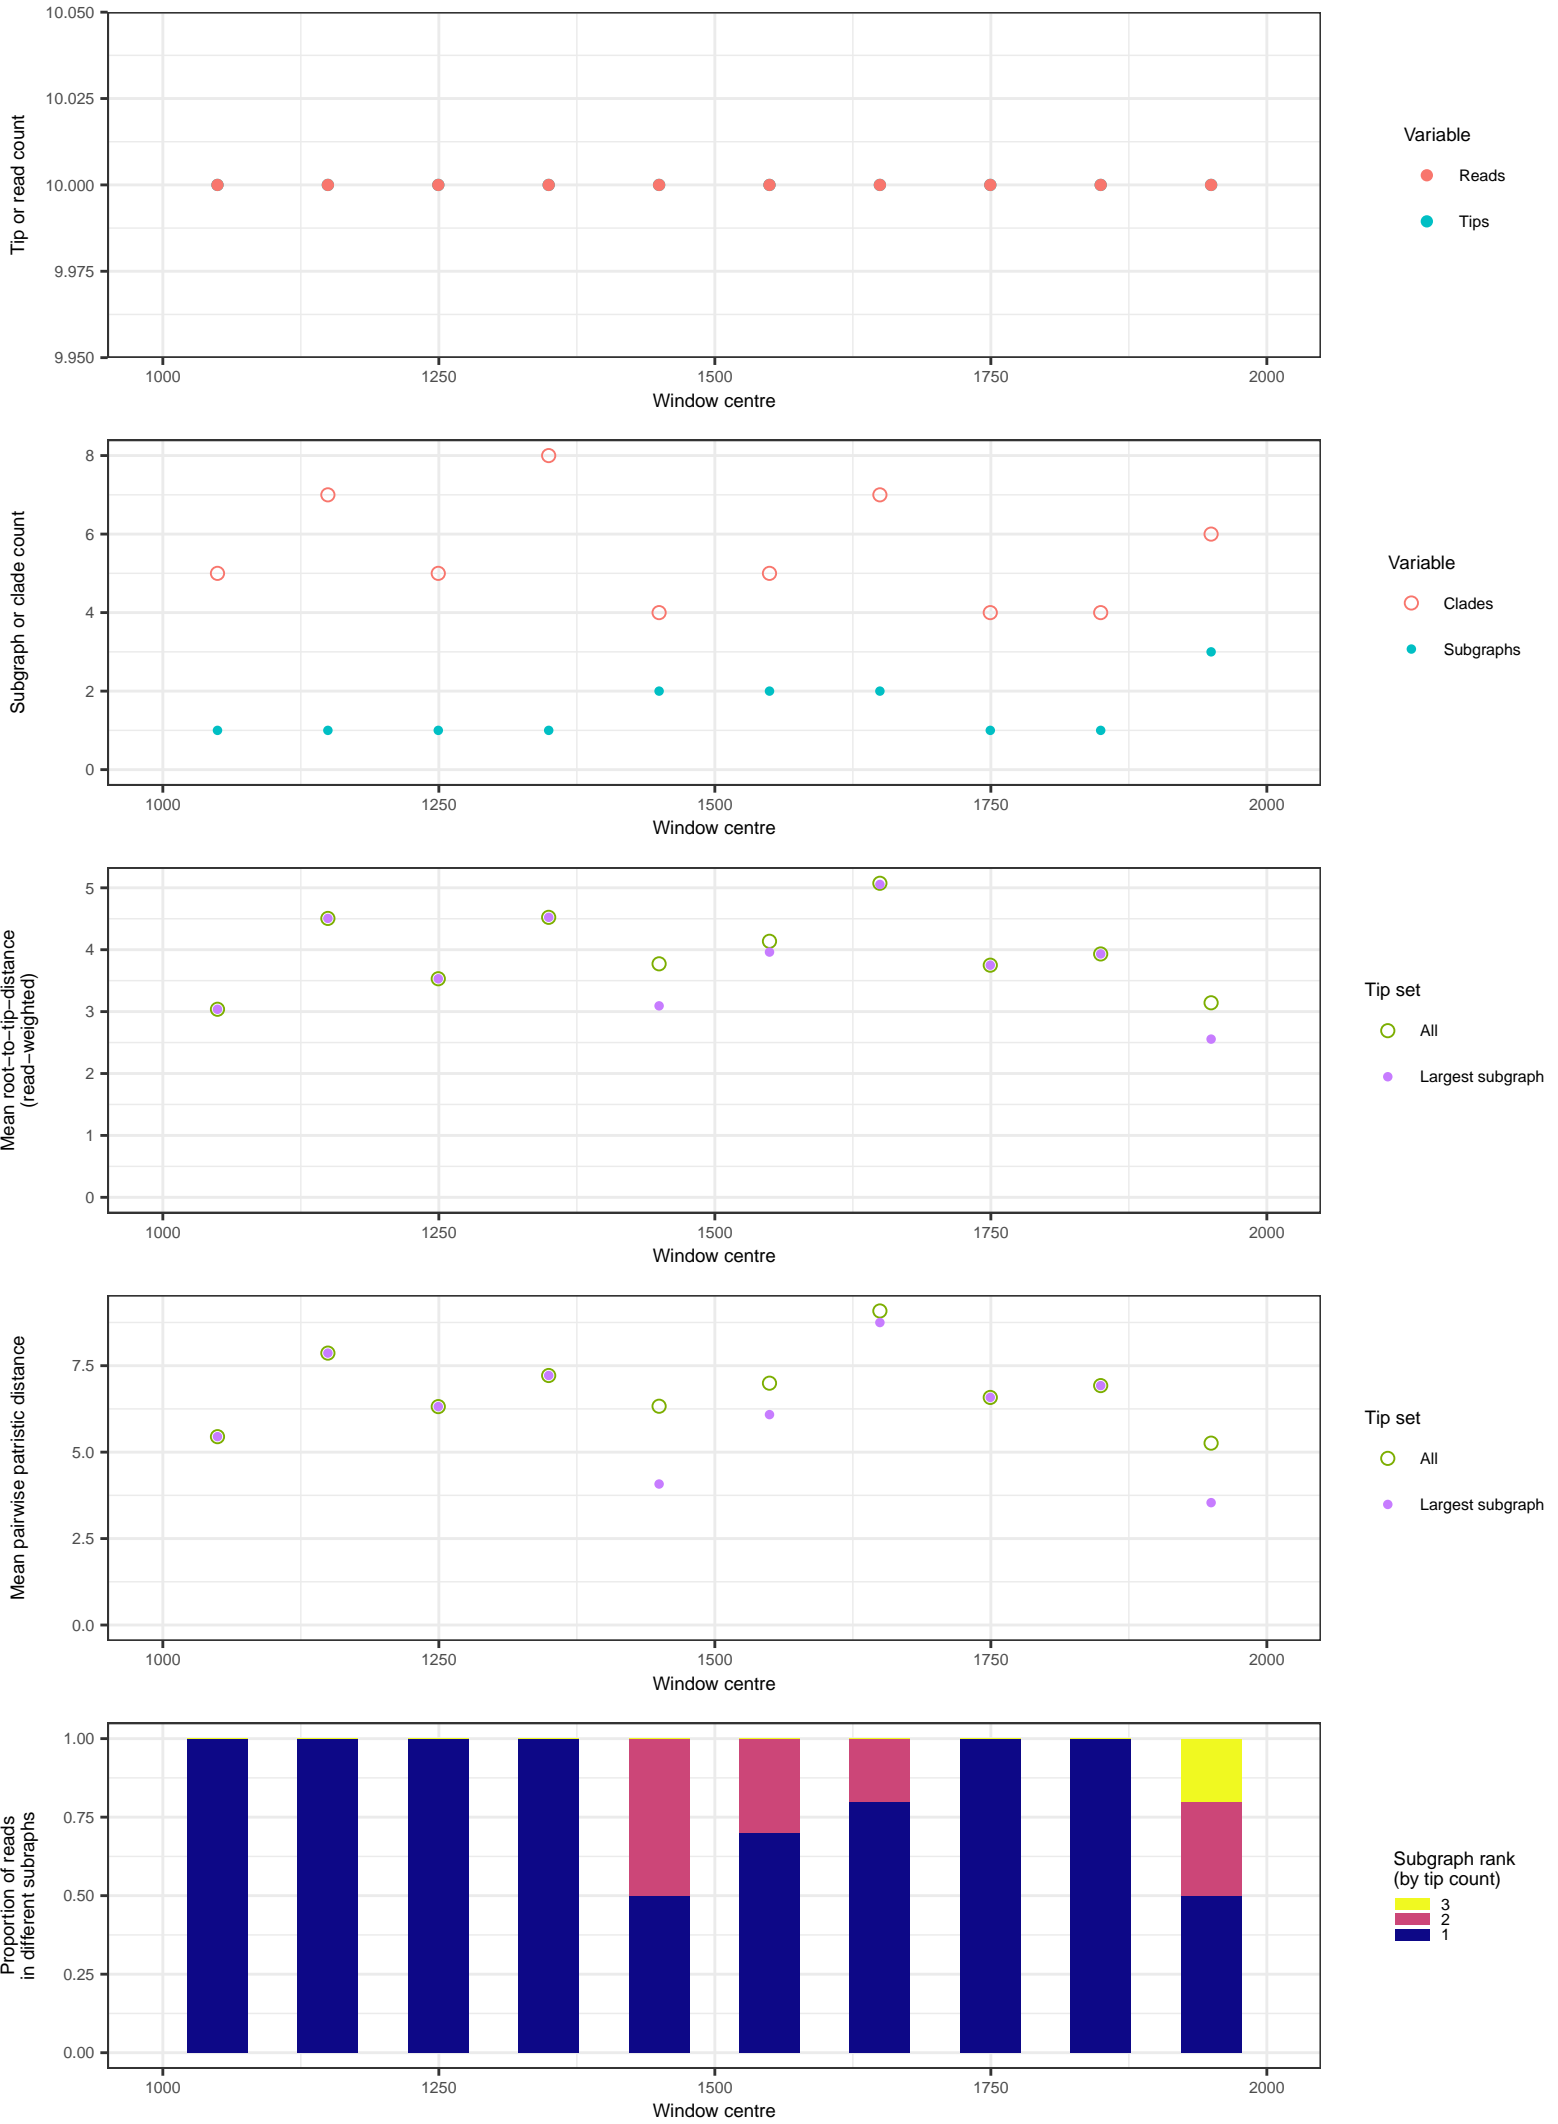 10.050
10.025
10.000
9.975
9.950
Tip or read count
1000 1250 1500 1750 2000
Window centre
Variable
Reads
Tips
8
6
4
2
0
Subgraph or clade count
1000 1250 1500 1750 2000
Window centre
Variable
Clades
Subgraphs
5
4
3
2
1
0
Mean root−to−tip−distance
(read−weighted)
1000 1250 1500 1750 2000
Window centre
Tip set
All
Largest subgraph
7.5
5.0
2.5
0.0
Mean pairwise patristic distance
1000 1250 1500 1750 2000
Window centre
Tip set
All
Largest subgraph
1.00
0.75
0.50
0.25
0.00
Proportion of reads
in different subraphs
1000 1250 1500 1750 2000
Window centre
Subgraph rank
(by tip count)
3
2
1